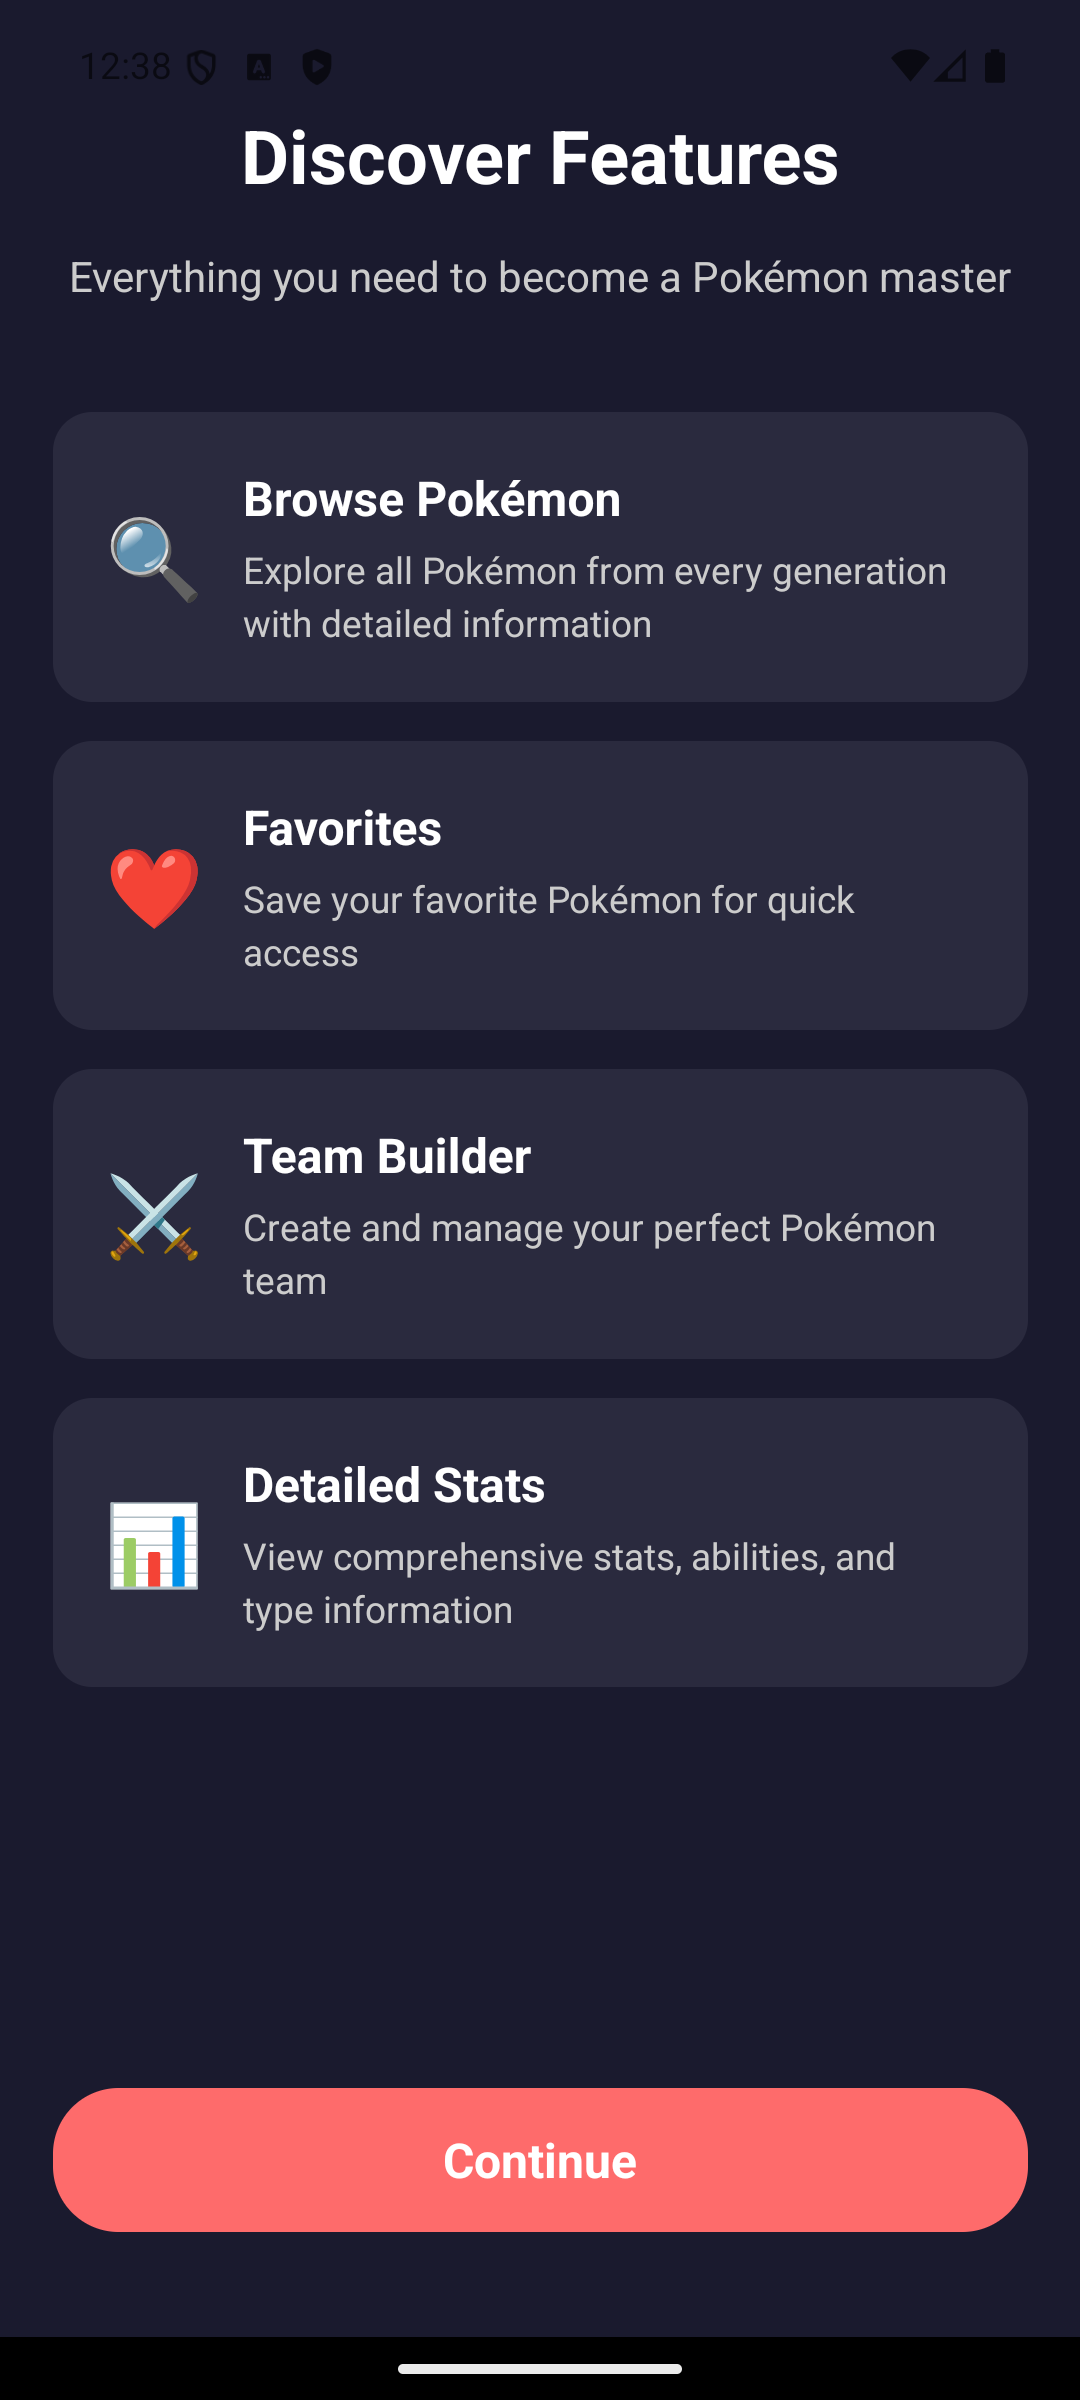 12:38
Discover Features
Everything you need to become a Pokémon master
Browse Pokémon
Explore all Pokémon from every generation
with detailed information
Favorites
Save your favorite Pokémon for quick
access
Team Builder
Create and manage your perfect Pokémon
team
Detailed Stats
View comprehensive stats, abilities, and
type information
Continue